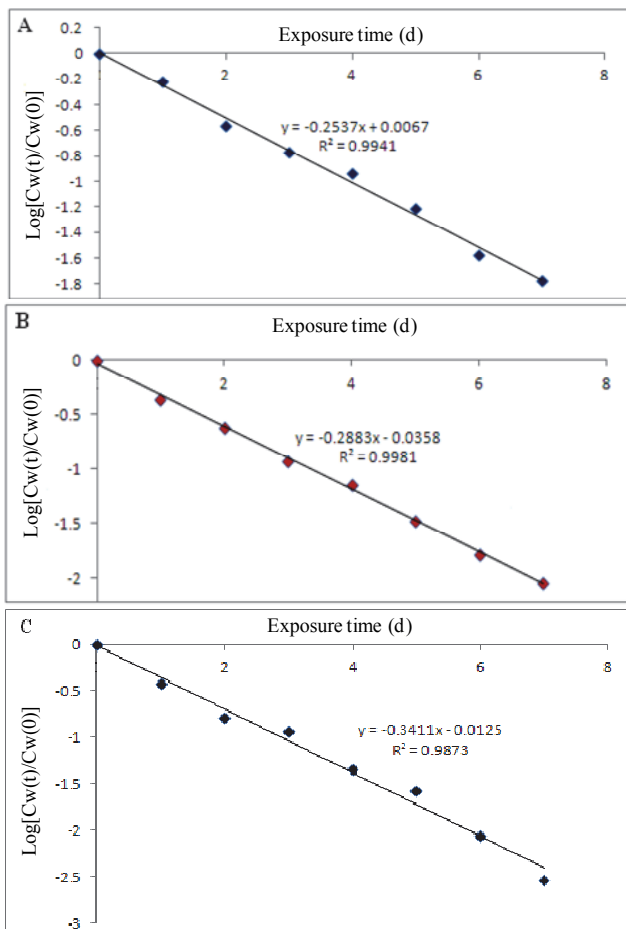 A
Exposure time (d)
0.2
0
-0.2
-0.4
-0.6
-0.8
-1
-1.2
-1.4
-1.6
-1.8
2
4
6
8
Log[Cw(t)/Cw(0)]
y = -0.2537x + 0.0067
R² = 0.9941
B
Exposure time (d)
0
-0.5
-1
-1.5
-2
2
4
6
8
Log[Cw(t)/Cw(0)]
y = -0.2883x - 0.0358
R² = 0.9981
C
Exposure time (d)
0
-0.5
-1
-1.5
-2
-2.5
-3
2
4
6
8
Log[Cw(t)/Cw(0)]
y = -0.3411x - 0.0125
R² = 0.9873